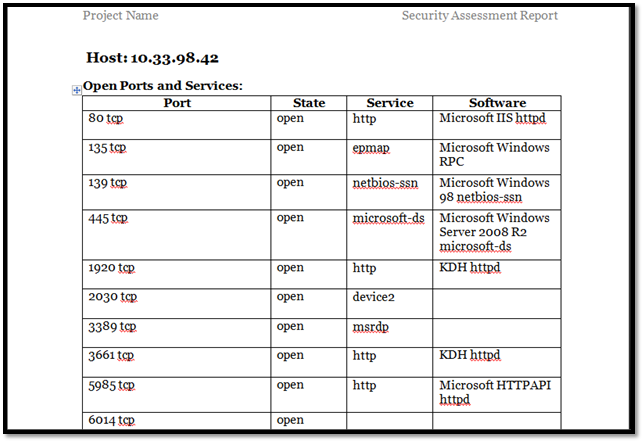 Project Name Security Assessment Report
Host: 10.33.98.42
Open Ports and Services:
Port State Service Software
80 tcp open http Microsoft IIS httpd
135 tcp open epmap Microsoft Windows
RPC
139 tcp open netbios-ssn Microsoft Windows
98 netbios-ssn
445 tcp open microsoft-ds Microsoft Windows
Server 2008 R2
microsoft-ds
1920 tcp open http KDH httpd
2030 tcp open device2
3389 tcp open msrdp
3661 tcp open http KDH httpd
5985 tcp open http Microsoft HTTPAPI
httpd
6014 tcp open